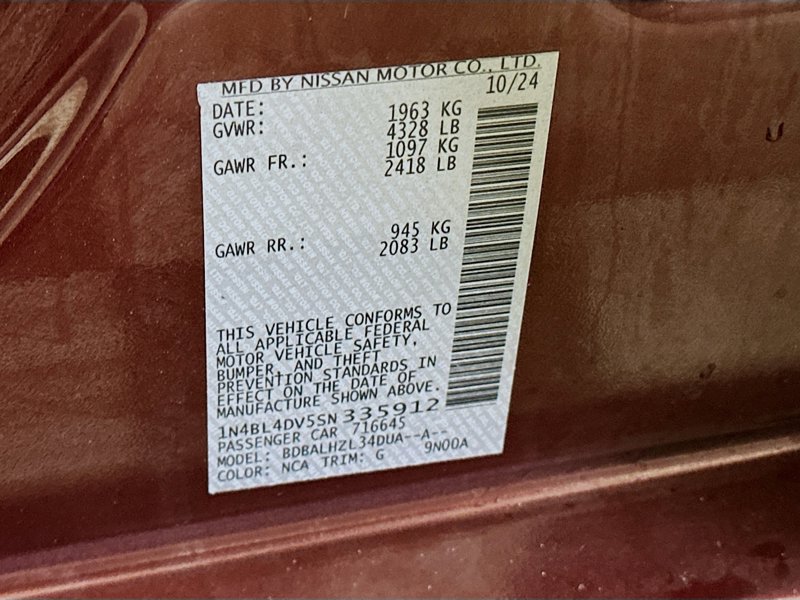 MFD BY NISSAN MOTOR CO., LTD.
DATE: 10/24
GVWR: 1963 KG
4328 LB
GAWR FR.: 1097 KG
2418 LB
GAWR RR.: 945 KG
2083 LB
THIS VEHICLE CONFORMS TO
ALL APPLICABLE FEDERAL
MOTOR VEHICLE SAFETY,
BUMPER, AND THEFT
PREVENTION STANDARDS IN
EFFECT ON THE DATE OF
MANUFACTURE SHOWN ABOVE.
1N4BL4DV5SN335912
PASSENGER CAR 716645
MODEL: BDBALHZL34DUA--A--
COLOR: NCA TRIM: G 9N00A